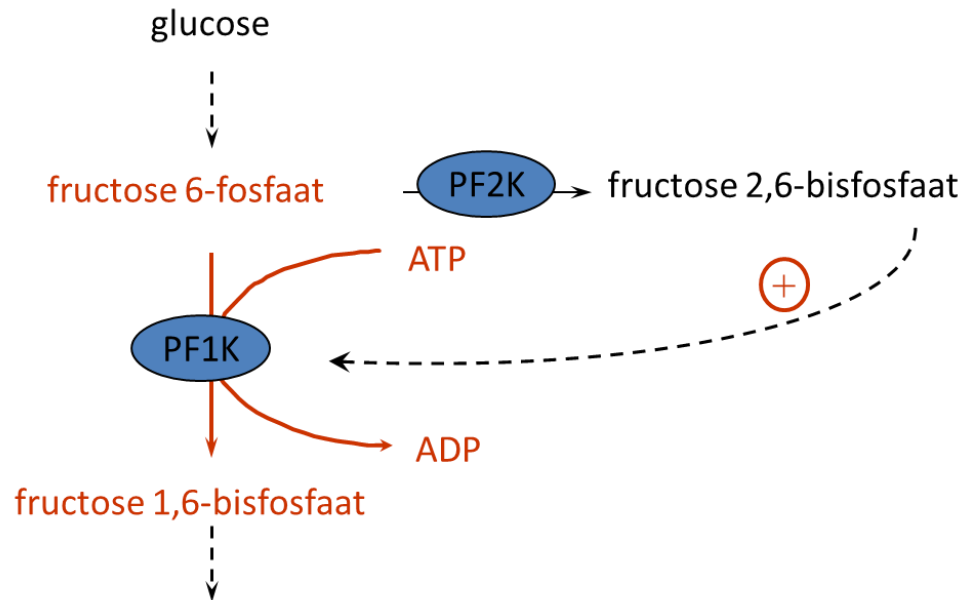 glucose
fructose 6-fosfaat
PF2K
fructose 2,6-bisfosfaat
ATP
+
PF1K
ADP
fructose 1,6-bisfosfaat